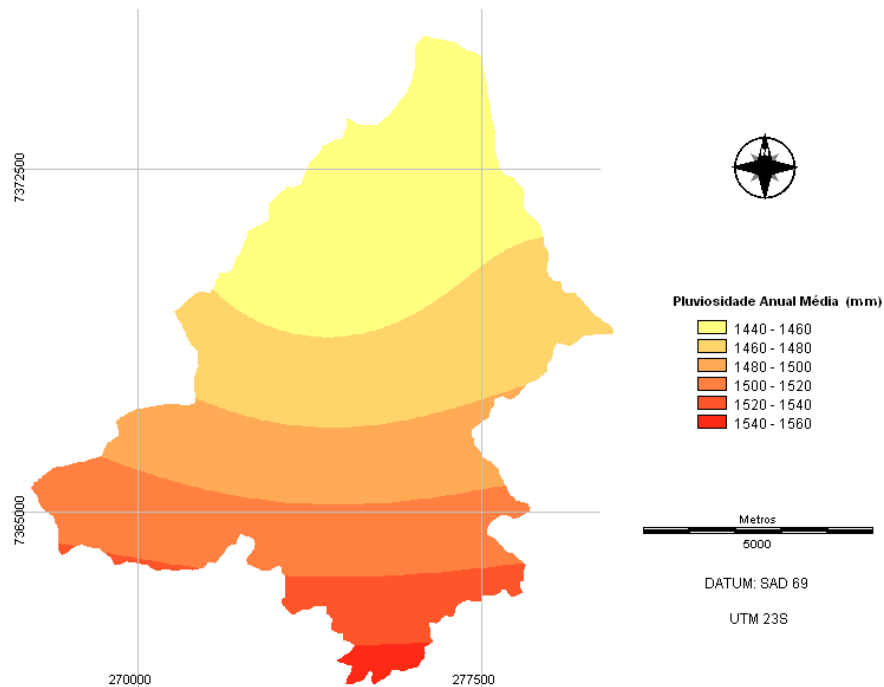 7372500
7365000
270000
277500
N
Pluviosidade Anual Média (mm)
1440 - 1460
1460 - 1480
1480 - 1500
1500 - 1520
1520 - 1540
1540 - 1560
Metros
5000
DATUM: SAD 69
UTM 23S